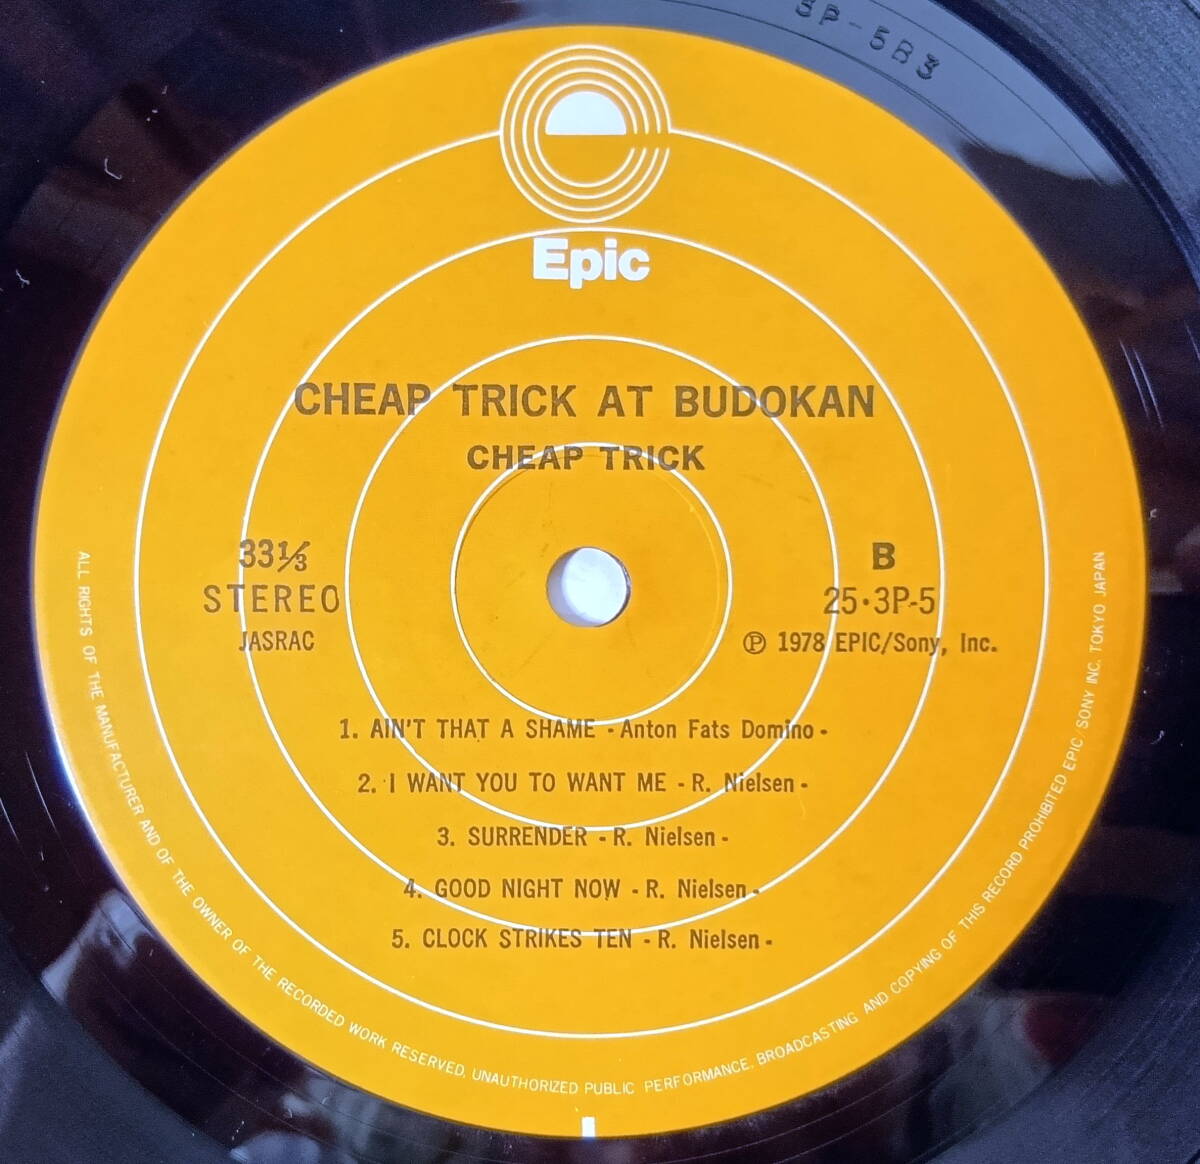 3P-5B3
Epic
CHEAP TRICK AT BUDOKAN
CHEAP TRICK
33⅓
STEREO
JASRAC
B
25•3P-5
Ⓟ 1978 EPIC/Sony, Inc.
1. AIN'T THAT A SHAME - Anton Fats Domino -
2. I WANT YOU TO WANT ME - R. Nielsen -
3. SURRENDER - R. Nielsen -
4. GOOD NIGHT NOW - R. Nielsen -
5. CLOCK STRIKES TEN - R. Nielsen -
ALL RIGHTS OF THE MANUFACTURER AND OF THE OWNER OF THE RECORDED WORK RESERVED. UNAUTHORIZED PUBLIC PERFORMANCE, BROADCASTING AND COPYING OF THIS RECORD PROHIBITED EPIC/SONY INC. TOKYO JAPAN